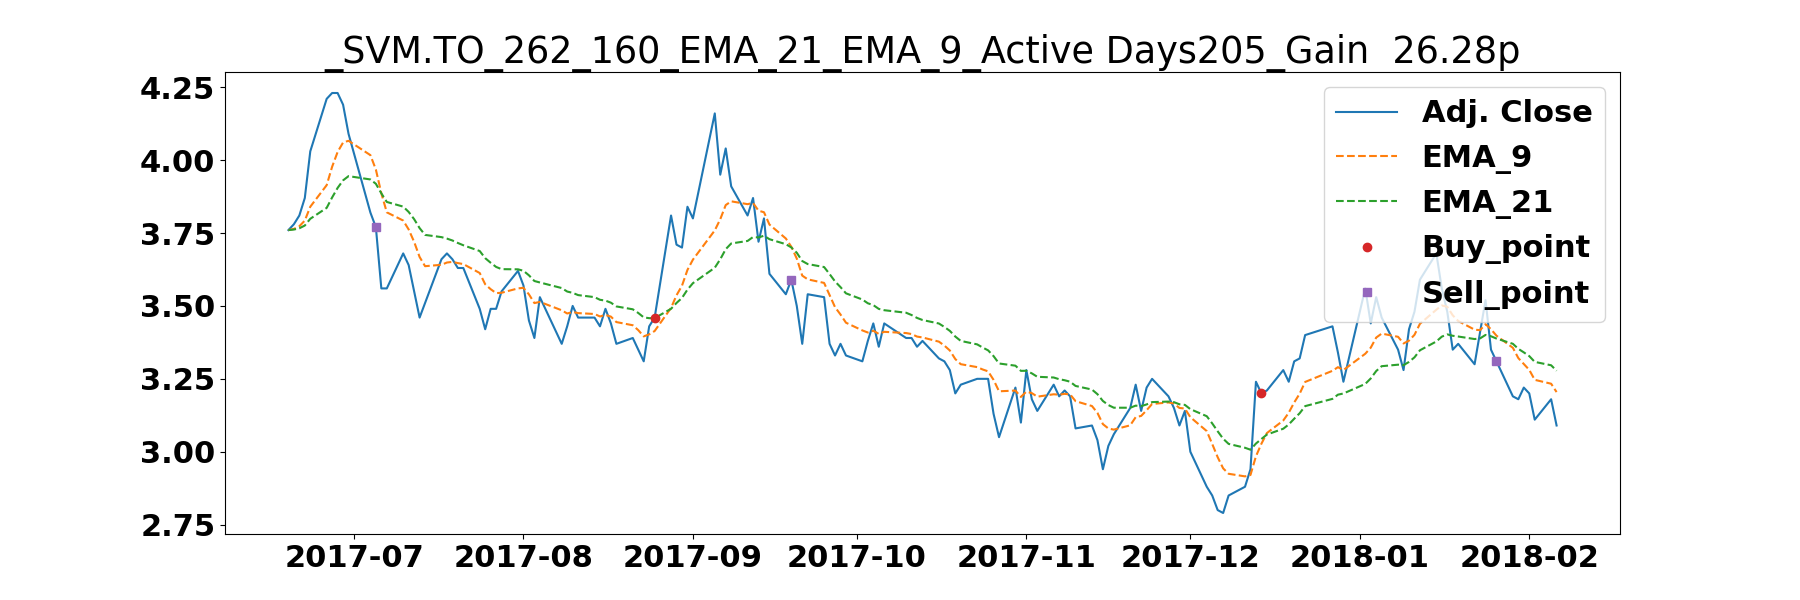 _SVM.TO_262_160_EMA_21_EMA_9_Active Days205_Gain  26.28p
4.25
4.00
3.75
3.50
3.25
3.00
2.75
Adj. Close
EMA_9
EMA_21
Buy_point
Sell_point
2017-07 2017-08 2017-09 2017-10 2017-11 2017-12 2018-01 2018-02